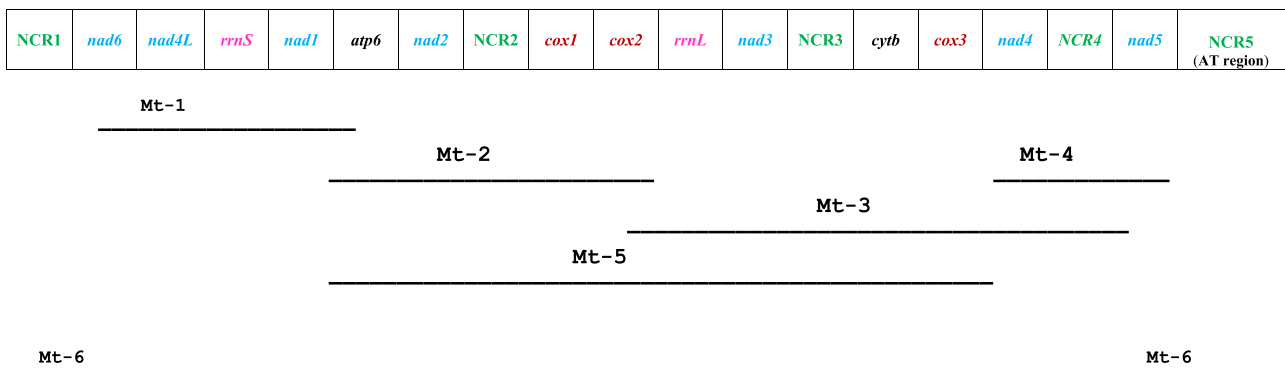 NCR1 nad6 nad4L rrnS nad1 atp6 nad2 NCR2 cox1 cox2 rrnL nad3 NCR3 cytb cox3 nad4 NCR4 nad5 NCR5
(AT region)
Mt-1
Mt-2 Mt-4
Mt-3
Mt-5
Mt-6 Mt-6